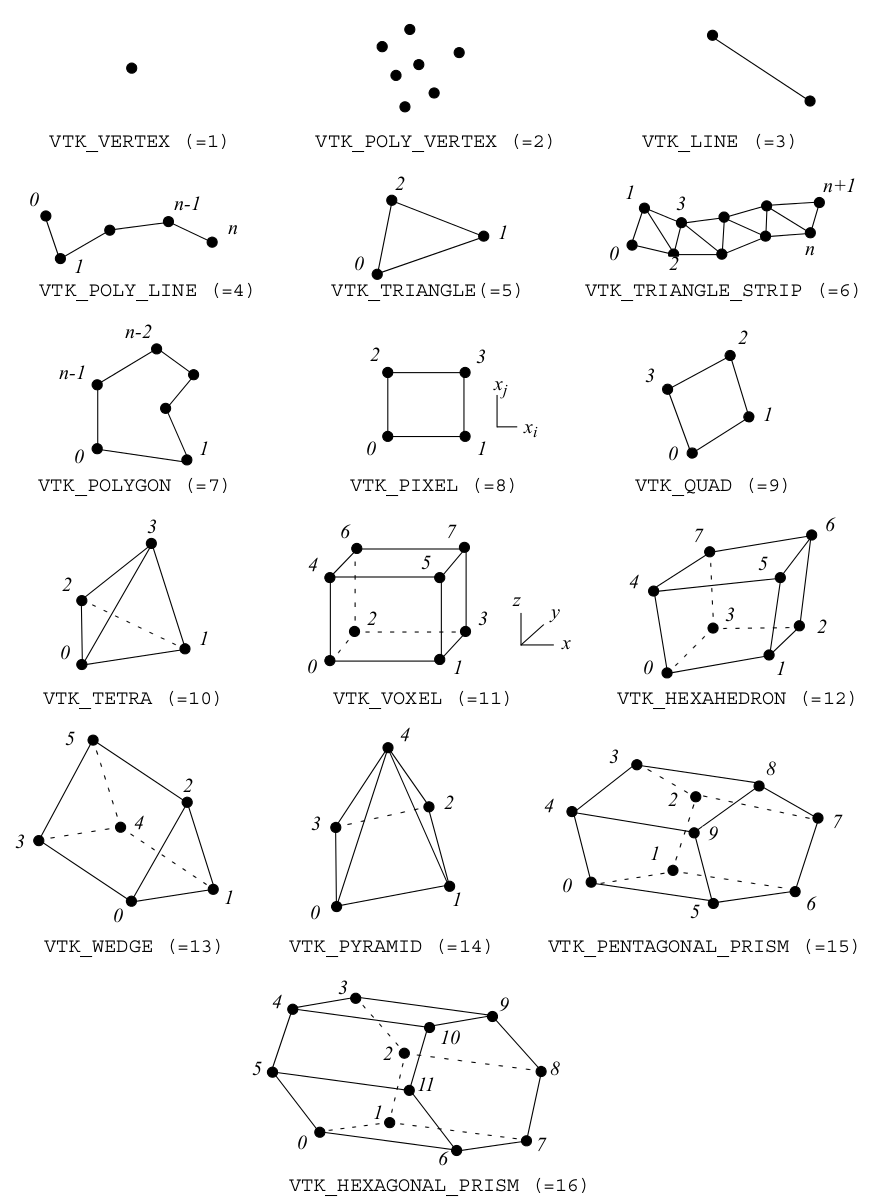 VTK_VERTEX (=1)
VTK_POLY_VERTEX (=2)
VTK_LINE (=3)
0
1
n-1
n
VTK_POLY_LINE (=4)
2
1
0
VTK_TRIANGLE(=5)
1
3
n+1
0
2
n
VTK_TRIANGLE_STRIP (=6)
n-2
n-1
0
1
VTK_POLYGON (=7)
2
3
0
1
xj
xi
VTK_PIXEL (=8)
2
3
1
0
VTK_QUAD (=9)
3
2
0
1
VTK_TETRA (=10)
6
7
4
5
2
3
0
1
z
y
x
VTK_VOXEL (=11)
6
7
5
4
3
2
0
1
VTK_HEXAHEDRON (=12)
5
2
3
4
0
1
VTK_WEDGE (=13)
4
2
3
0
1
VTK_PYRAMID (=14)
3
8
4
2
7
9
1
0
5
6
VTK_PENTAGONAL_PRISM (=15)
3
4
9
10
2
5
8
11
1
0
6
7
VTK_HEXAGONAL_PRISM (=16)